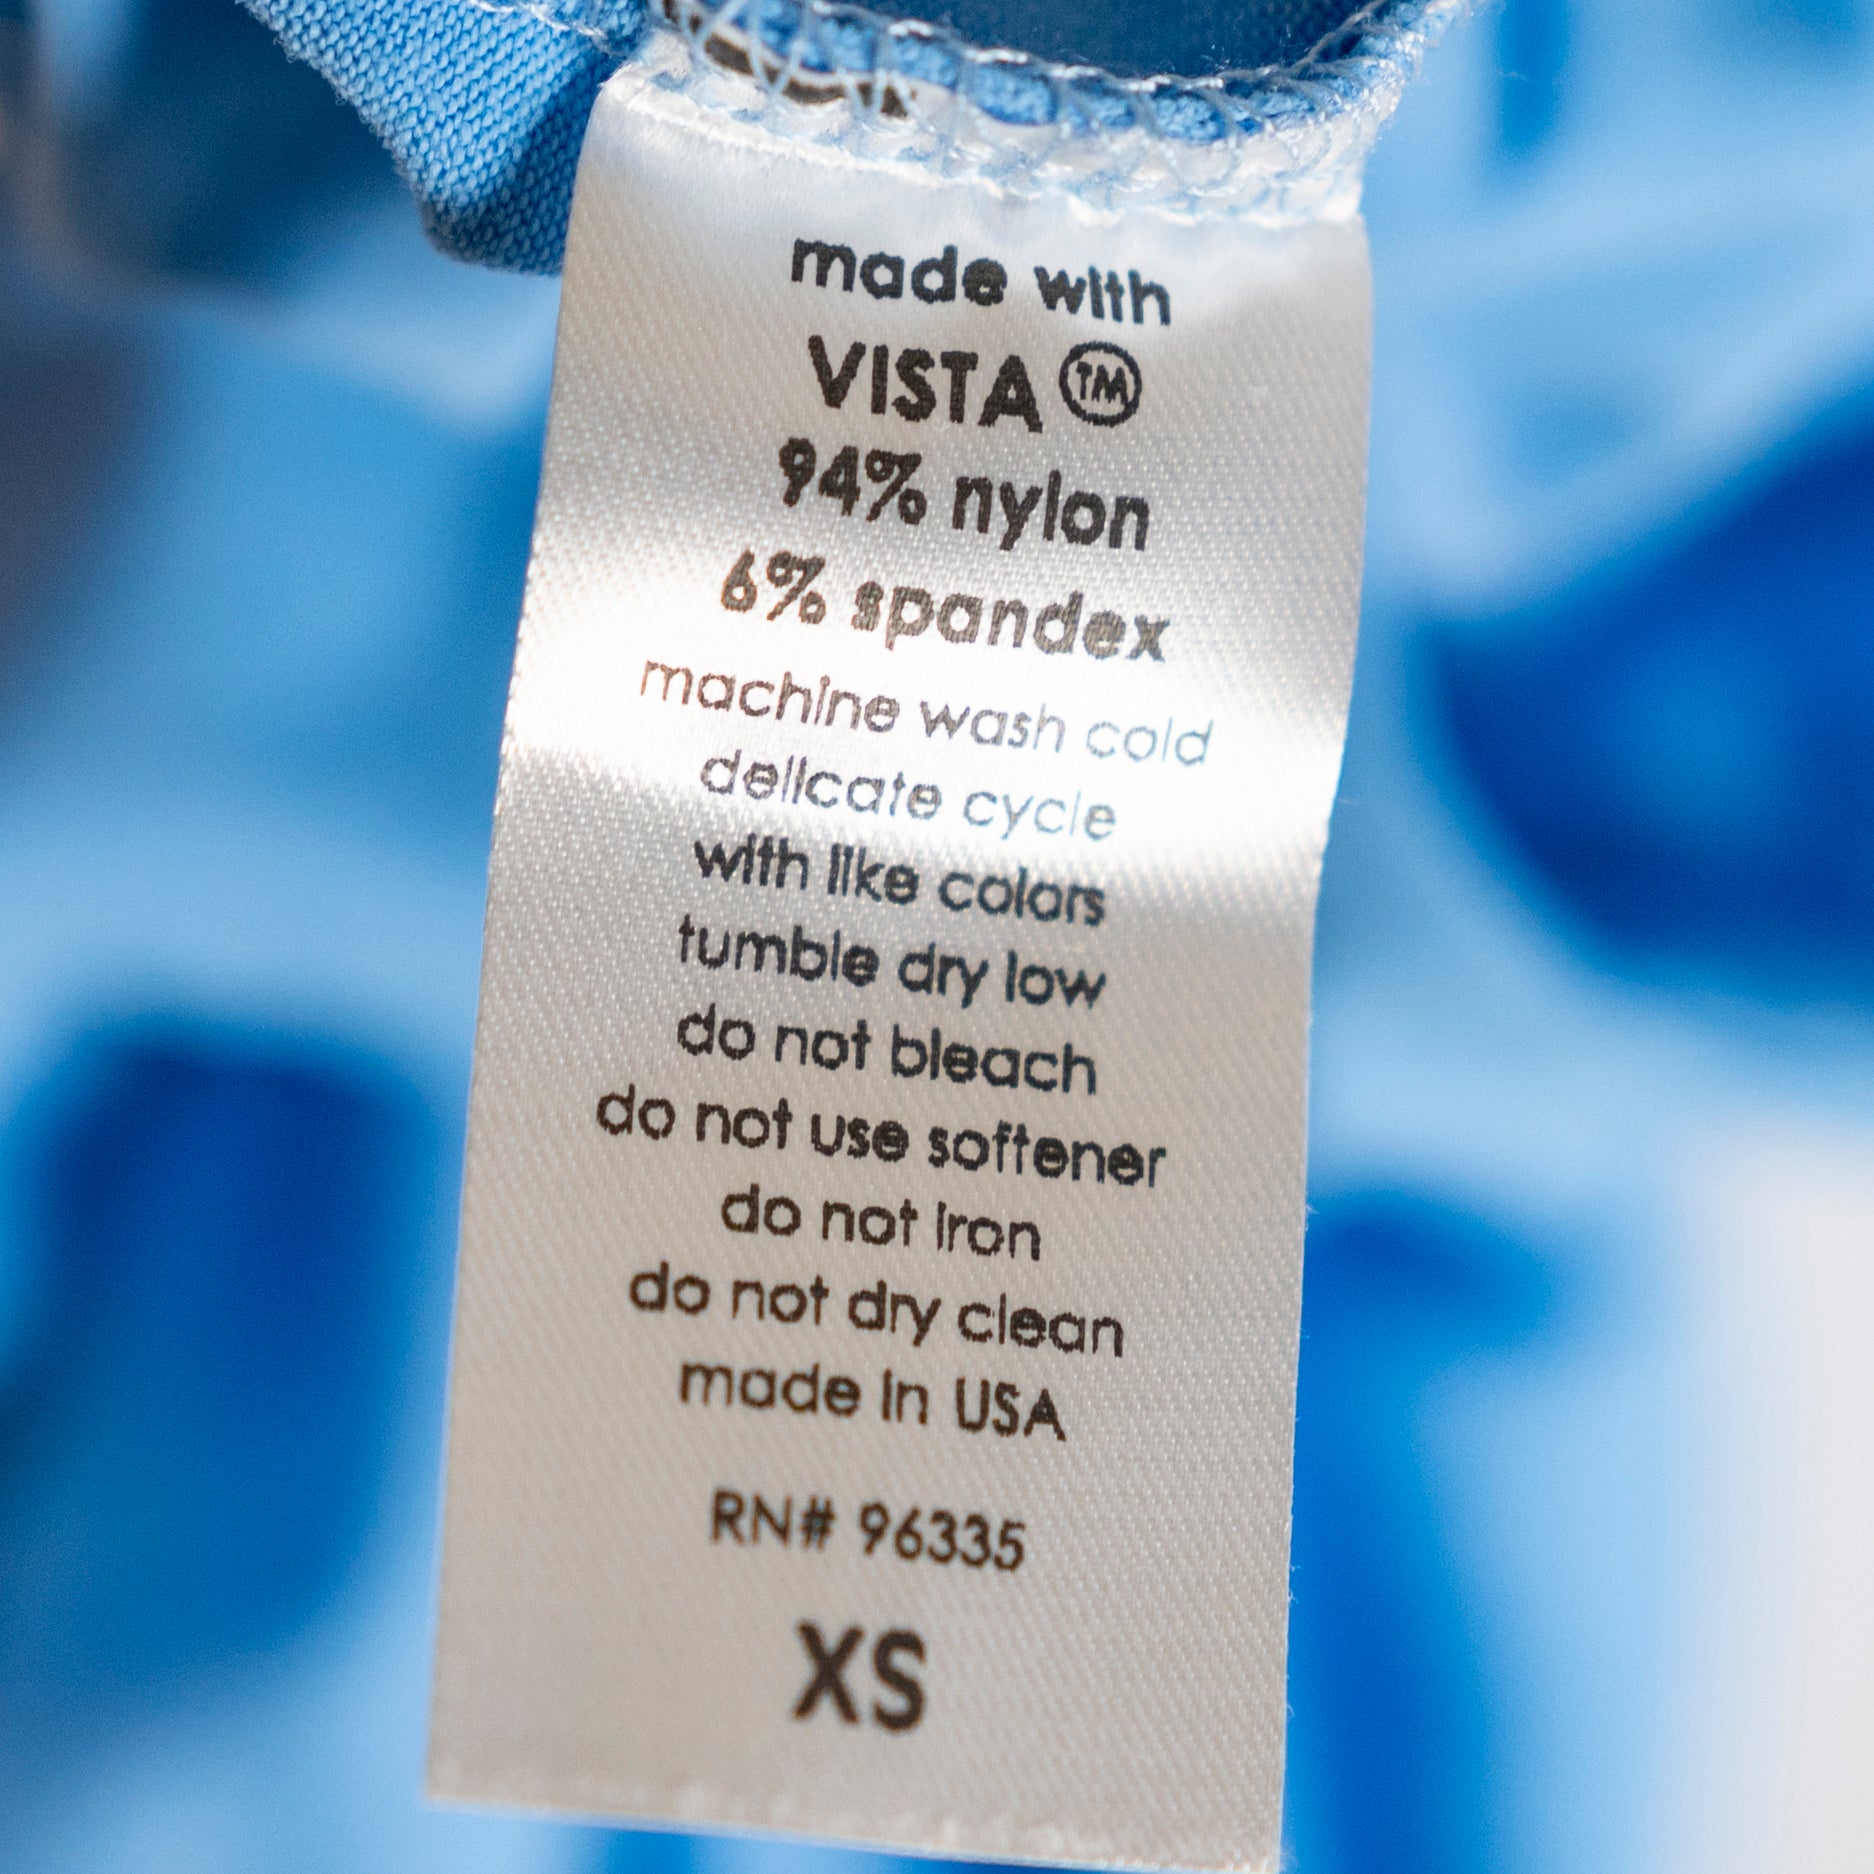 made with
VISTA ™
94% nylon
6% spandex
machine wash cold
delicate cycle
with like colors
tumble dry low
do not bleach
do not use softener
do not iron
do not dry clean
made in USA
RN# 96335
XS